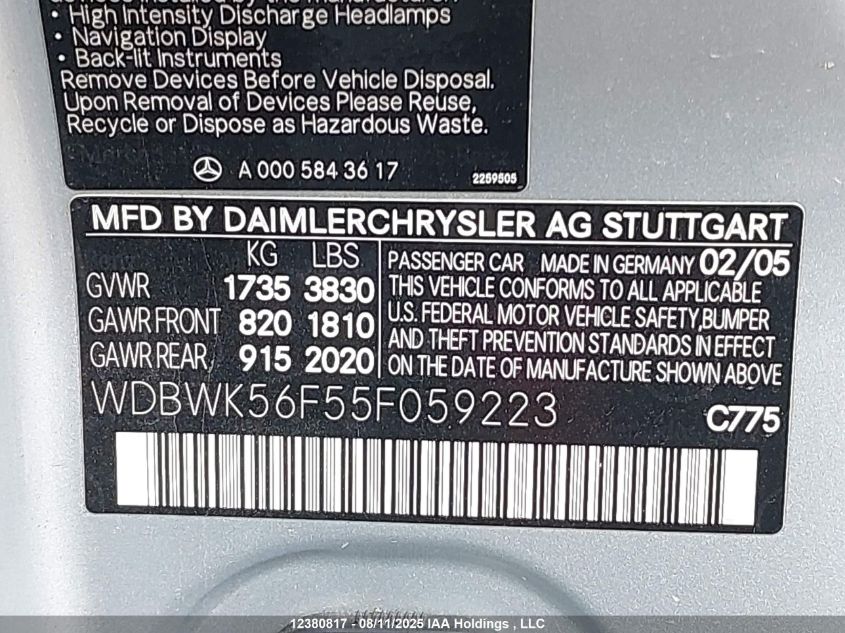 • High Intensity Discharge Headlamps
• Navigation Display
• Back-lit Instruments
Remove Devices Before Vehicle Disposal.
Upon Removal of Devices Please Reuse,
Recycle or Dispose as Hazardous Waste.
A 000 584 36 17
2259505
MFD BY DAIMLERCHRYSLER AG STUTTGART
KG LBS
GVWR 1735 3830
GAWR FRONT 820 1810
GAWR REAR 915 2020
PASSENGER CAR MADE IN GERMANY 02/05
THIS VEHICLE CONFORMS TO ALL APPLICABLE
U.S. FEDERAL MOTOR VEHICLE SAFETY, BUMPER
AND THEFT PREVENTION STANDARDS IN EFFECT
ON THE DATE OF MANUFACTURE SHOWN ABOVE
WDBWK56F55F059223
C775
12380817 - 08/11/2025 IAA Holdings , LLC